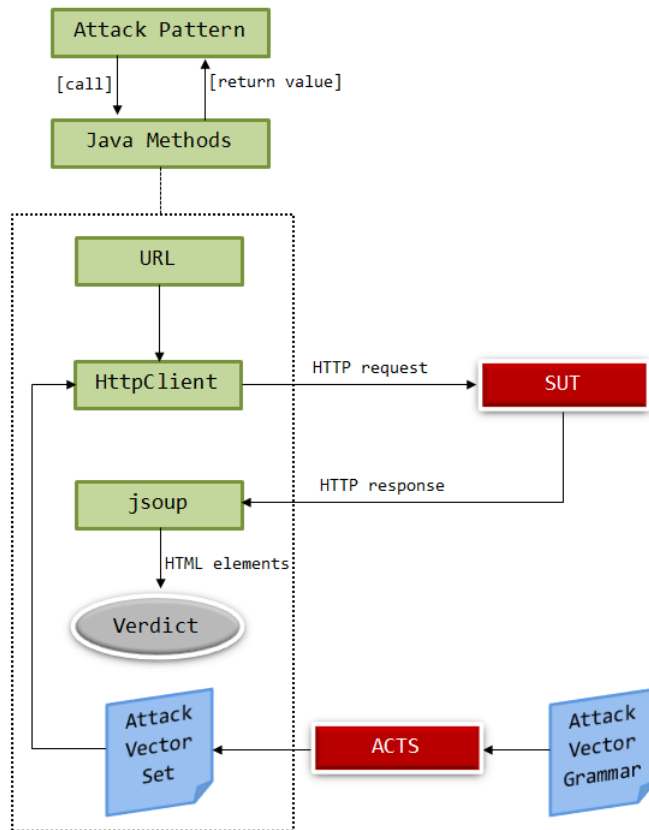 Attack Pattern
[call]
[return value]
Java Methods
URL
HttpClient
HTTP request
SUT
jsoup
HTTP response
HTML elements
Verdict
Attack
Vector
Set
ACTS
Attack
Vector
Grammar